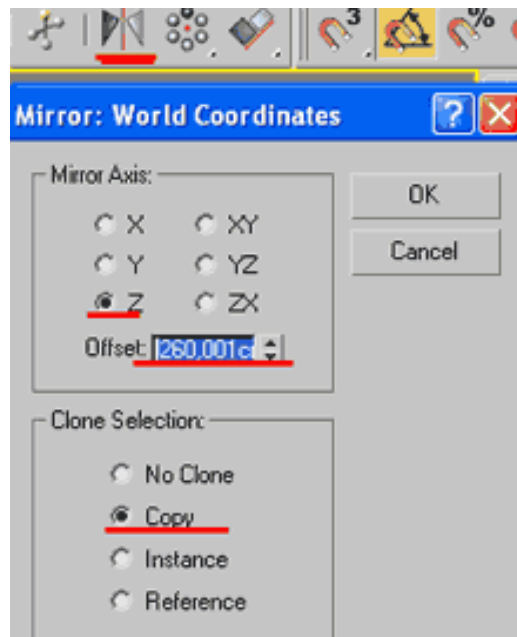 3 %
Mirror: World Coordinates ?
Mirror Axis:
OK
X XY
Cancel
Y YZ
Z ZX
Offset: 260,001c
Clone Selection:
No Clone
Copy
Instance
Reference